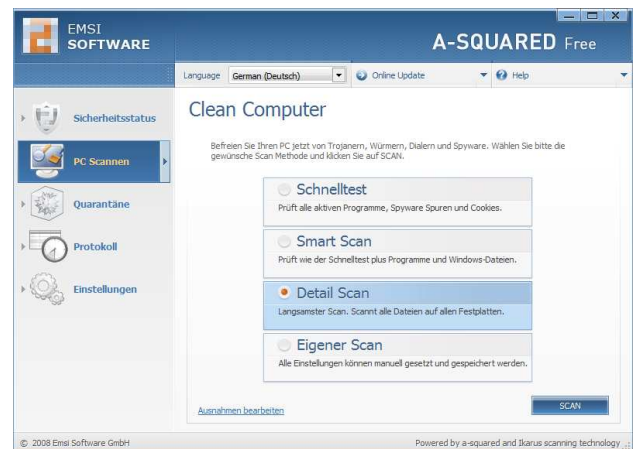 EMSI
SOFTWARE
A-SQUARED Free
Language German (Deutsch) Online Update Help
Sicherheitsstatus
PC Scannen
Quarantäne
Protokoll
Einstellungen
Clean Computer
Befreien Sie Ihren PC jetzt von Trojanern, Würmern, Dialern und Spyware. Wählen Sie bitte die
gewünsche Scan Methode und klicken Sie auf SCAN.
Schnelltest
Prüft alle aktiven Programme, Spyware Spuren und Cookies.
Smart Scan
Prüft wie der Schnelltest plus Programme und Windows-Dateien.
Detail Scan
Langsamster Scan. Scannt alle Dateien auf allen Festplatten.
Eigener Scan
Alle Einstellungen können manuell gesetzt und gespeichert werden.
Ausnahmen bearbeiten
SCAN
© 2008 Emsi Software GmbH
Powered by a-squared and Ikarus scanning technology